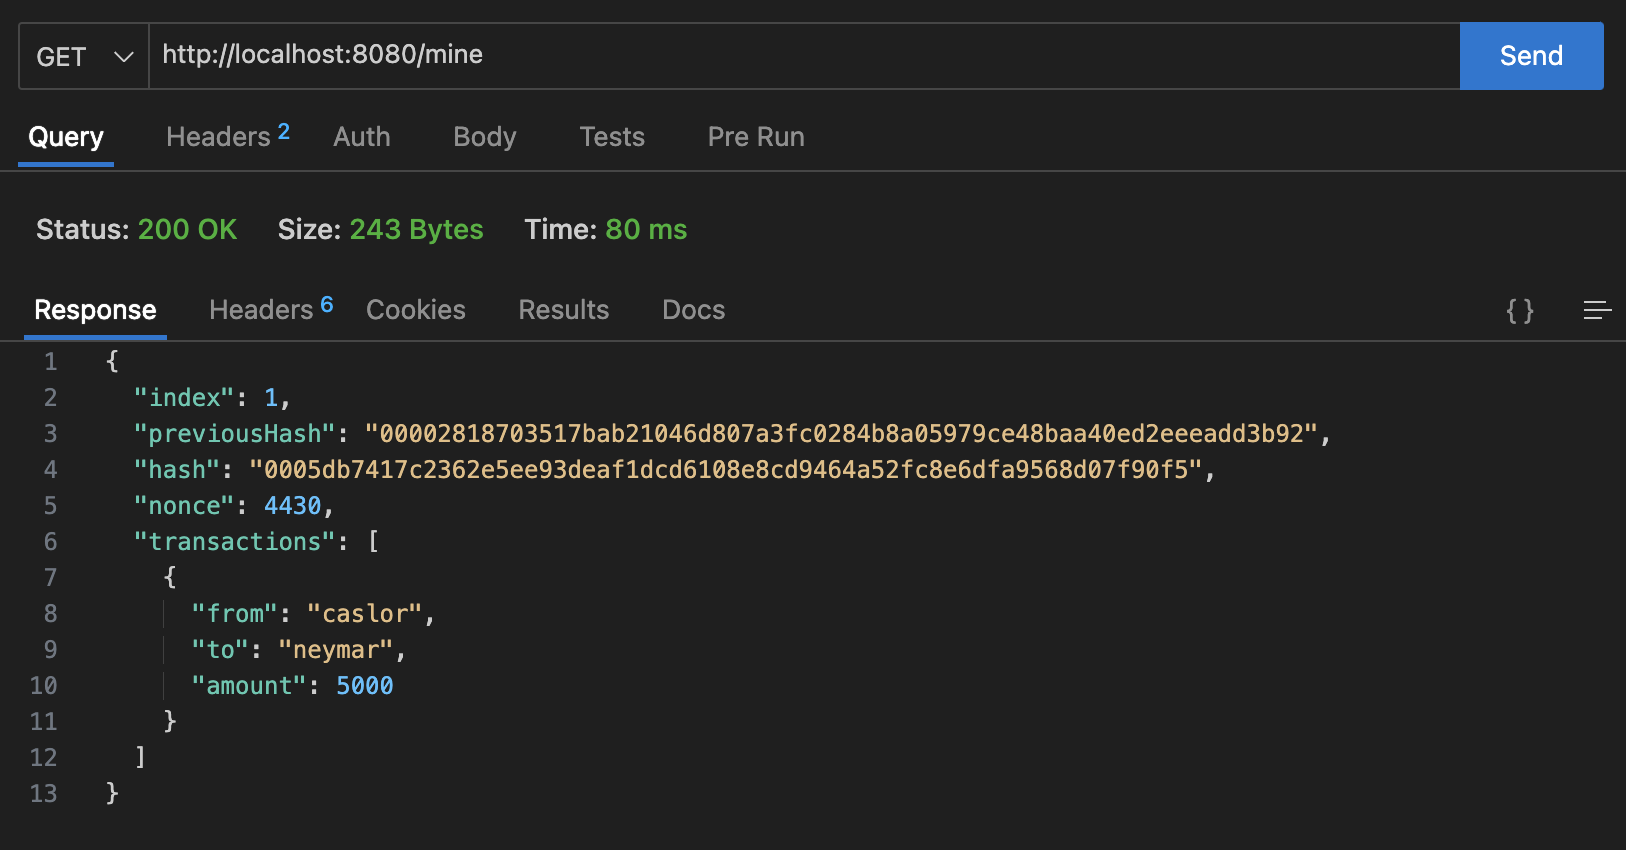 GET http://localhost:8080/mine Send
Query Headers 2 Auth Body Tests Pre Run
Status: 200 OK Size: 243 Bytes Time: 80 ms
Response Headers 6 Cookies Results Docs { }
1 {
2 "index": 1,
3 "previousHash": "00002818703517bab21046d807a3fc0284b8a05979ce48baa40ed2eeeadd3b92",
4 "hash": "0005db7417c2362e5ee93deaf1dcd6108e8cd9464a52fc8e6dfa9568d07f90f5",
5 "nonce": 4430,
6 "transactions": [
7 {
8 "from": "caslor",
9 "to": "neymar",
10 "amount": 5000
11 }
12 ]
13 }